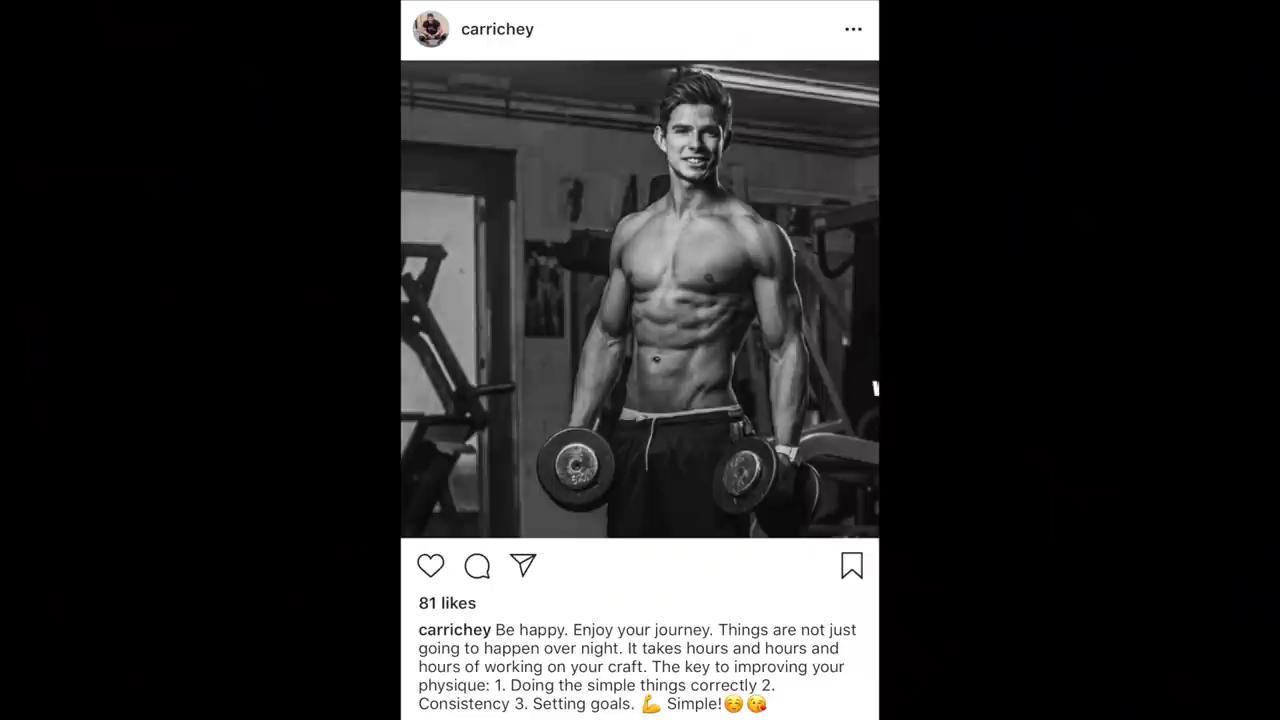 carrichey
81 likes
carrichey Be happy. Enjoy your journey. Things are not just
going to happen over night. It takes hours and hours and
hours of working on your craft. The key to improving your
physique: 1. Doing the simple things correctly 2.
Consistency 3. Setting goals. 💪 Simple!☺️😘